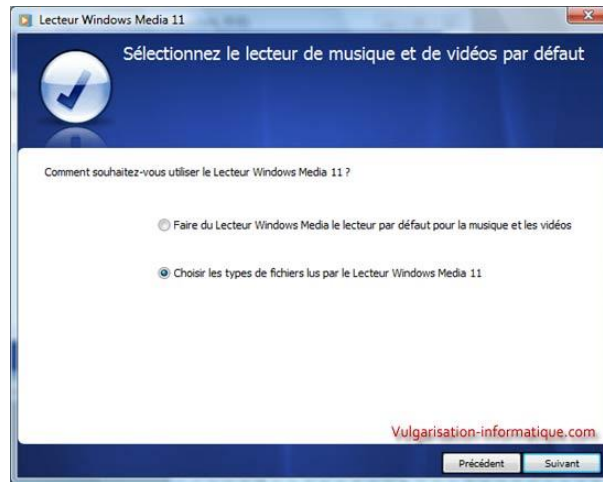 Lecteur Windows Media 11
Sélectionnez le lecteur de musique et de vidéos par défaut
Comment souhaitez-vous utiliser le Lecteur Windows Media 11 ?
Faire du Lecteur Windows Media le lecteur par défaut pour la musique et les vidéos
Choisir les types de fichiers lus par le Lecteur Windows Media 11
Vulgarisation-informatique.com
Précédent
Suivant